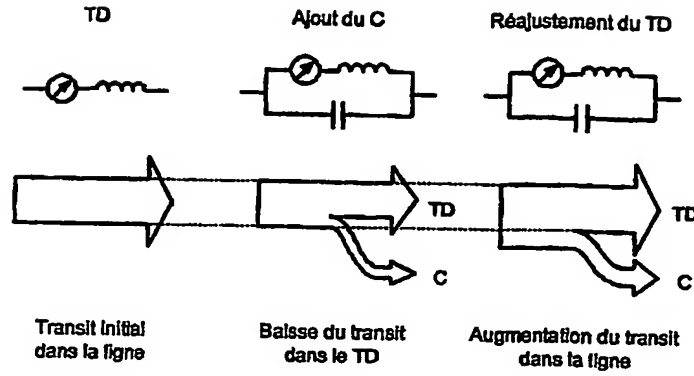 TD
Ajout du C
Réajustement du TD
TD
C
TD
C
Transit Initial
dans la ligne
Baisse du transit
dans le TD
Augmentation du transit
dans la ligne